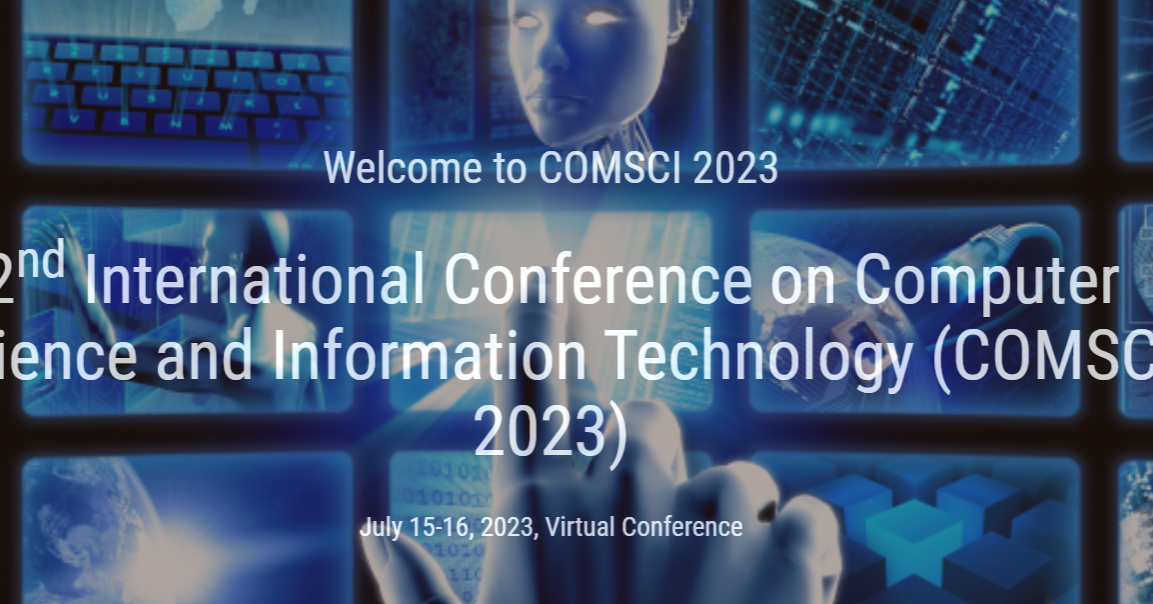 Welcome to COMSCI 2023
2nd International Conference on Computer
ience and Information Technology (COMSC
2023)
July 15-16, 2023, Virtual Conference